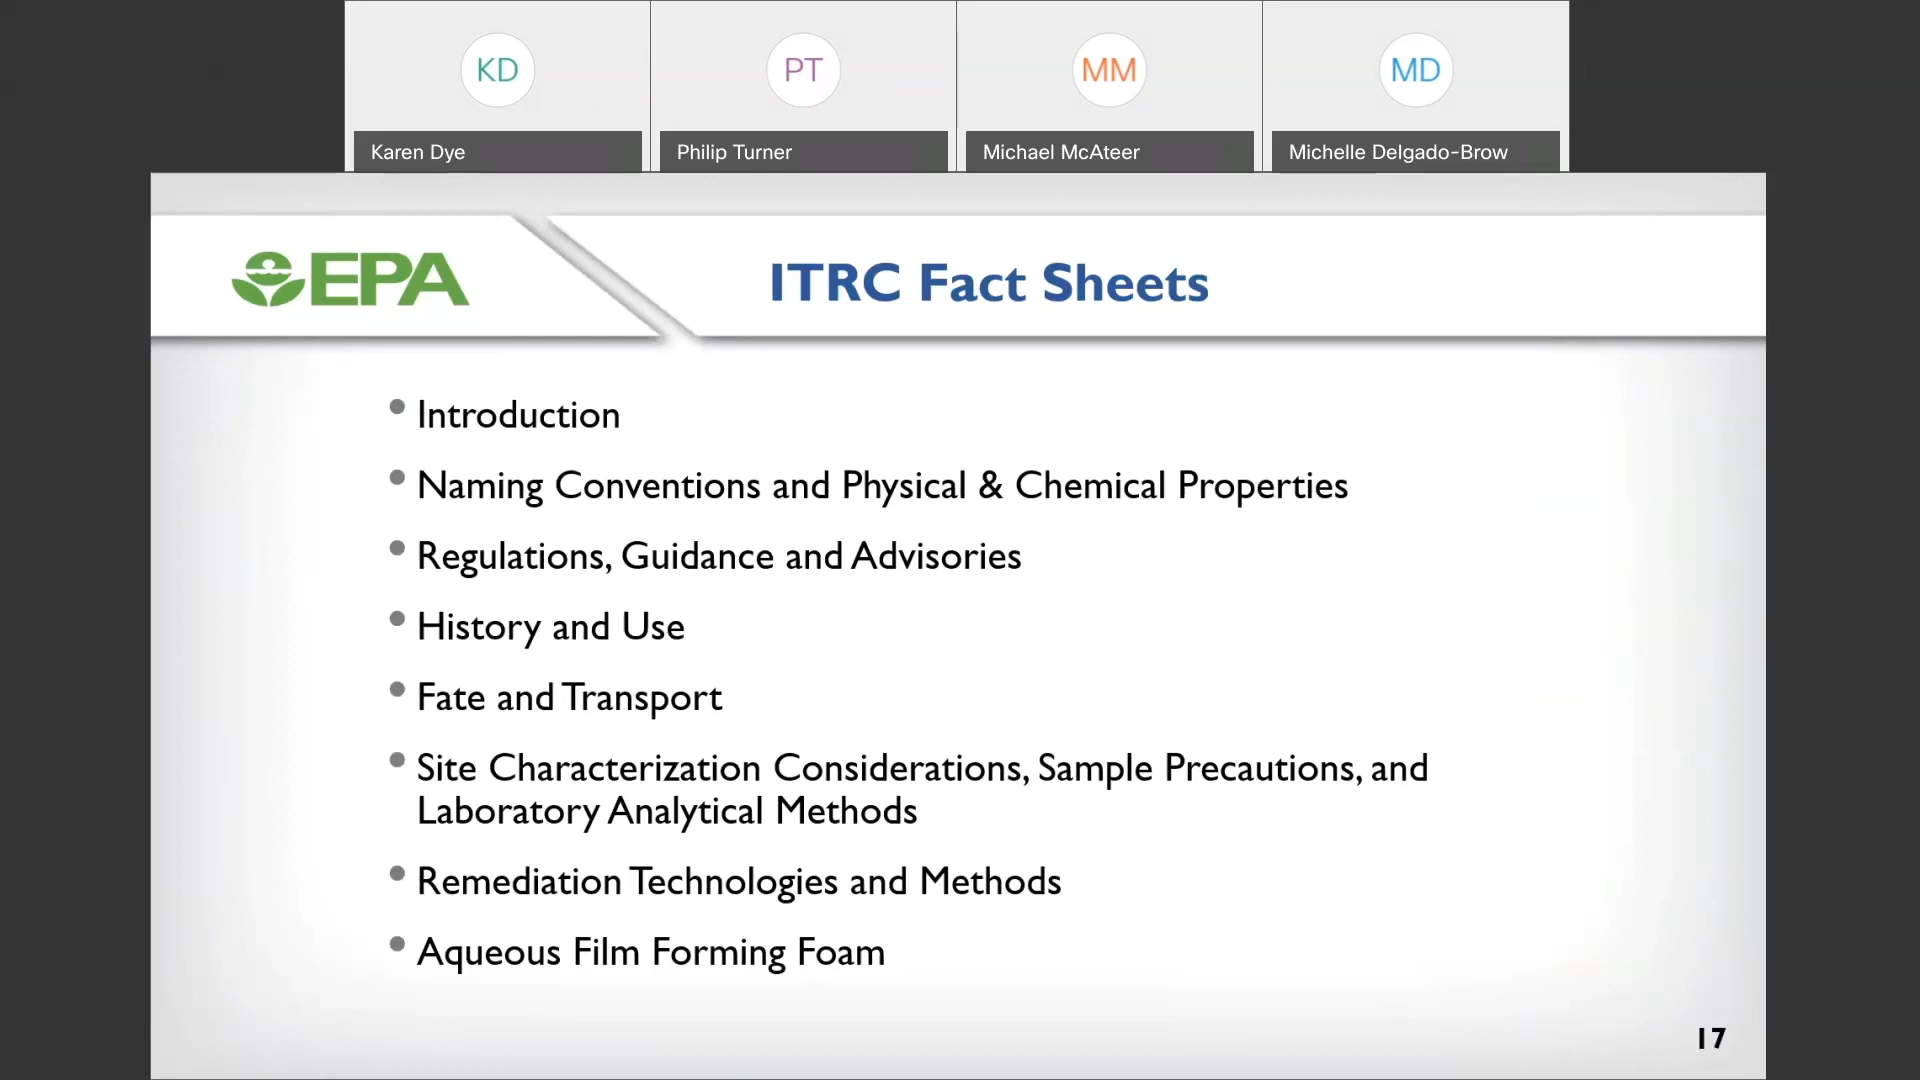 KD
PT
MM
MD
Karen Dye
Philip Turner
Michael McAteer
Michelle Delgado-Brow
EPA
ITRC Fact Sheets
• Introduction
• Naming Conventions and Physical & Chemical Properties
• Regulations, Guidance and Advisories
• History and Use
• Fate and Transport
• Site Characterization Considerations, Sample Precautions, and
Laboratory Analytical Methods
• Remediation Technologies and Methods
• Aqueous Film Forming Foam
17